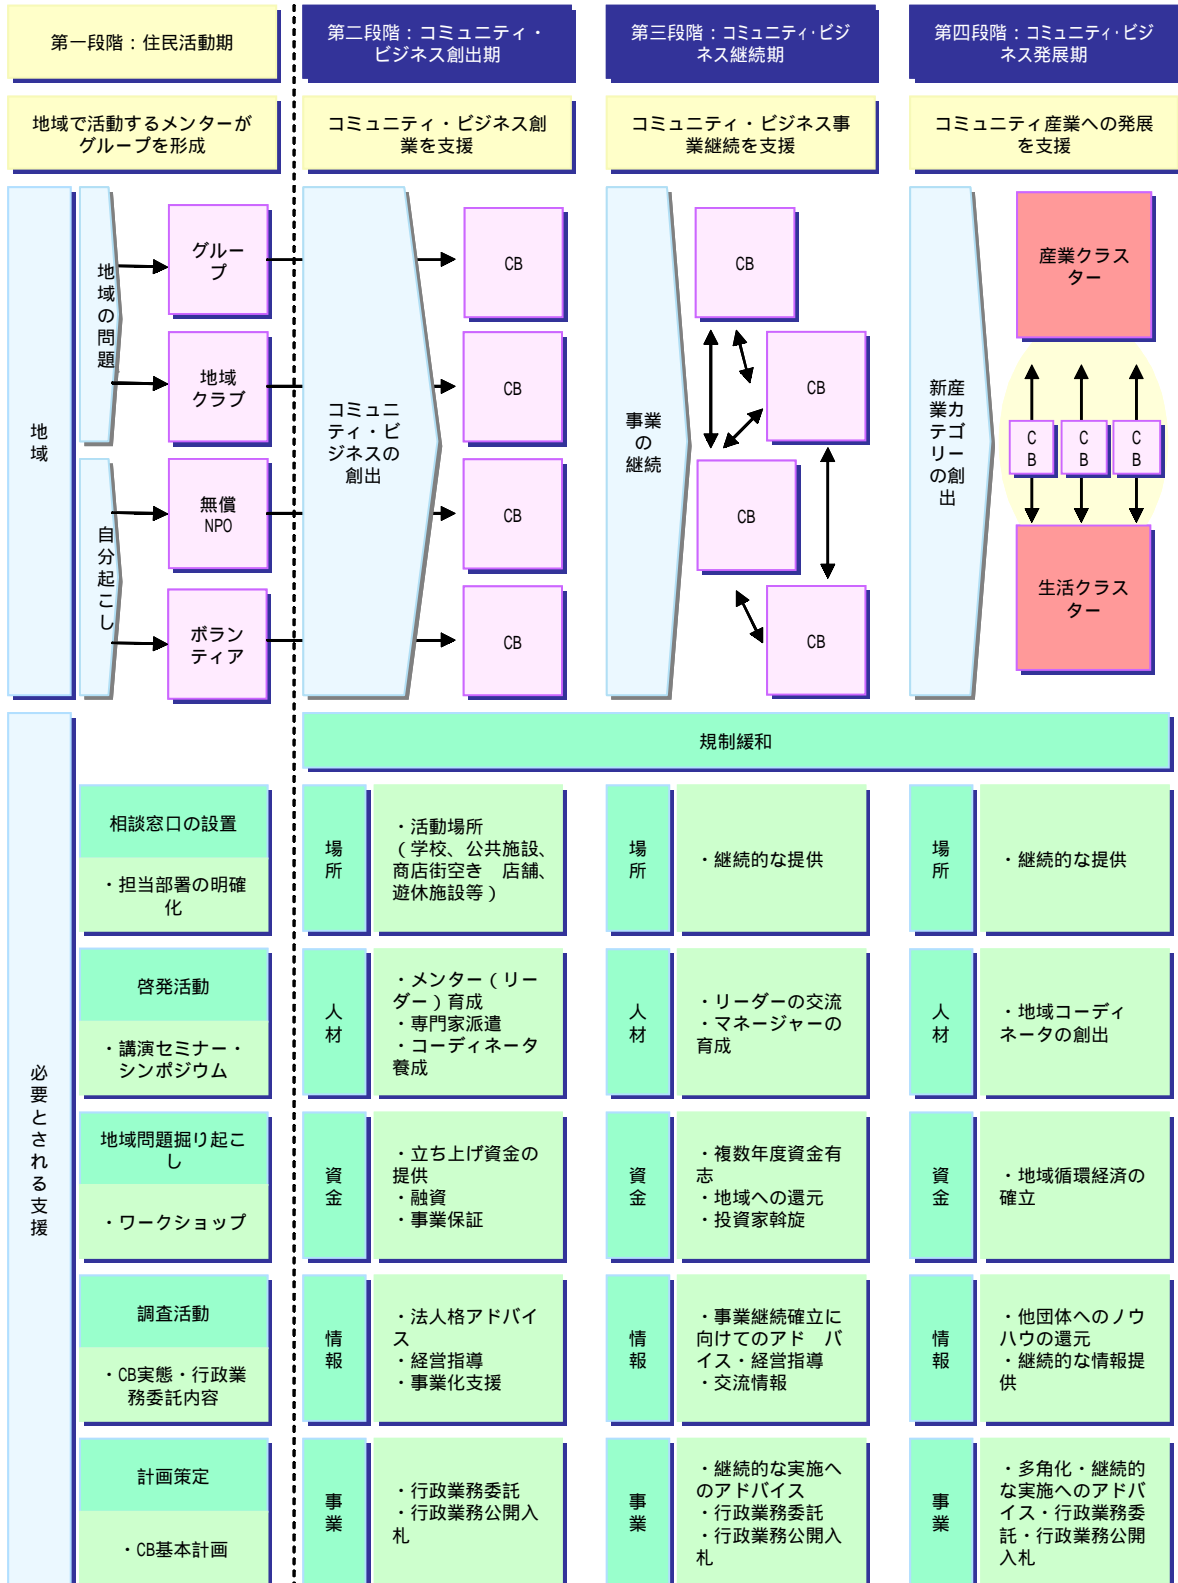 第一段階：住民活動期
第二段階：コミュニティ・
ビジネス創出期
第三段階：コミュニティ・ビジ
ネス継続期
第四段階：コミュニティ・ビジ
ネス発展期
地域で活動するメンターが
グループを形成
コミュニティ・ビジネス創
業を支援
コミュニティ・ビジネス事
業継続を支援
コミュニティ産業への発展
を支援
地域
地域の問題
自分起こし
グルー
プ
地域
クラブ
無償
NPO
ボラン
ティア
コミュニ
ティ・ビ
ジネスの
創出
CB
CB
CB
CB
事業
の
継続
CB
CB
CB
CB
新産
業カ
テゴ
リー
の創
出
産業クラス
ター
C
B
C
B
C
B
生活クラス
ター
必要とされる支援
規制緩和
相談窓口の設置
・担当部署の明確
化
啓発活動
・講演セミナー・
シンポジウム
地域問題掘り起こ
し
・ワークショップ
調査活動
・CB実態・行政業
務委託内容
計画策定
・CB基本計画
場
所
・活動場所
（学校、公共施設、
商店街空き　店舗、
遊休施設等）
人
材
・メンター（リー
ダー）育成
・専門家派遣
・コーディネータ
養成
資
金
・立ち上げ資金の
提供
・融資
・事業保証
情
報
・法人格アドバイ
ス
・経営指導
・事業化支援
事
業
・行政業務委託
・行政業務公開入
札
場
所
・継続的な提供
人
材
・リーダーの交流
・マネージャーの
育成
資
金
・複数年度資金有
志
・地域への還元
・投資家斡旋
情
報
・事業継続確立に
向けてのアド　バ
イス・経営指導
・交流情報
事
業
・継続的な実施へ
のアドバイス
・行政業務委託
・行政業務公開入
札
場
所
・継続的な提供
人
材
・地域コーディ
ネータの創出
資
金
・地域循環経済の
確立
情
報
・他団体へのノウ
ハウの還元
・継続的な情報提
供
事
業
・多角化・継続的
な実施へのアドバ
イス・行政業務委
託・行政業務公開
入札